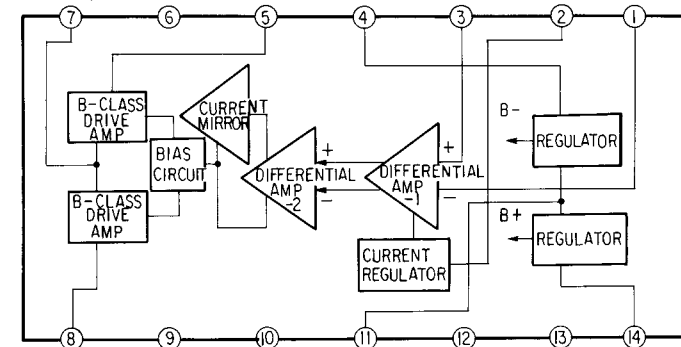 7 6 5 4 3 2 1
B-CLASS
DRIVE
AMP
CURRENT
MIRROR
BIAS
CIRCUIT
B-CLASS
DRIVE
AMP
+
DIFFERENTIAL
AMP
-2
-
+
DIFFERENTIAL
AMP
-1
-
CURRENT
REGULATOR
B-
REGULATOR
B+
REGULATOR
8 9 10 11 12 13 14